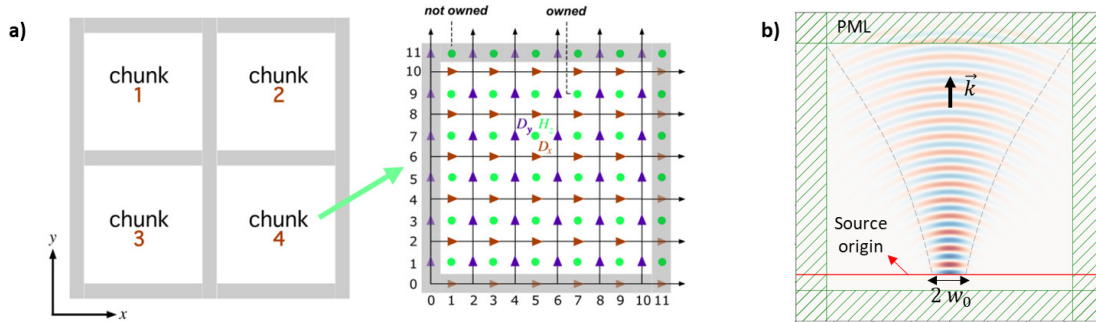 a)
chunk
1
chunk
2
chunk
3
chunk
4
y
x
not owned
owned
11
10
9
8
7
6
5
4
3
2
1
0
D_y H_z
D_x
0 1 2 3 4 5 6 7 8 9 10 11
b)
PML
k⃗
Source
origin
2 w₀